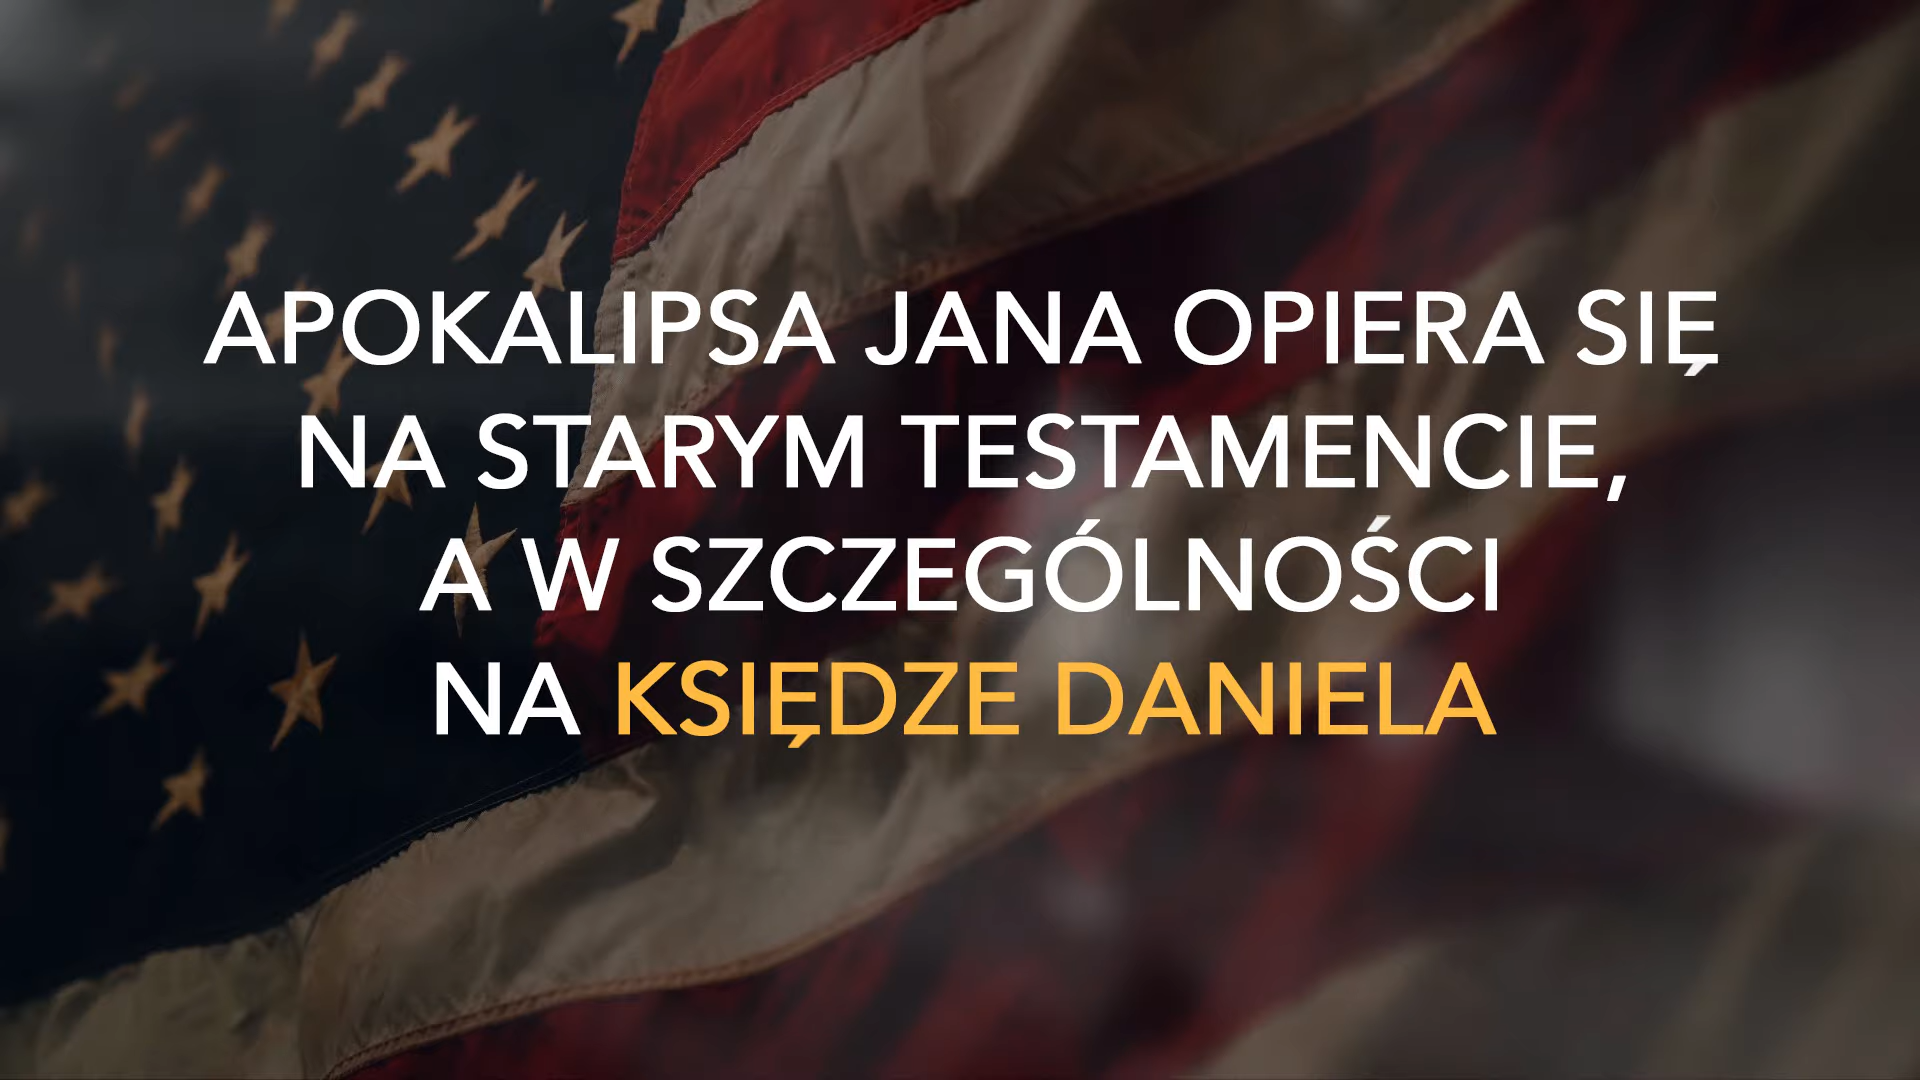 APOKALIPSA JANA OPIERA SIĘ
NA STARYM TESTAMENCIE,
A W SZCZEGÓLNOŚCI
NA KSIĘDZE DANIELA